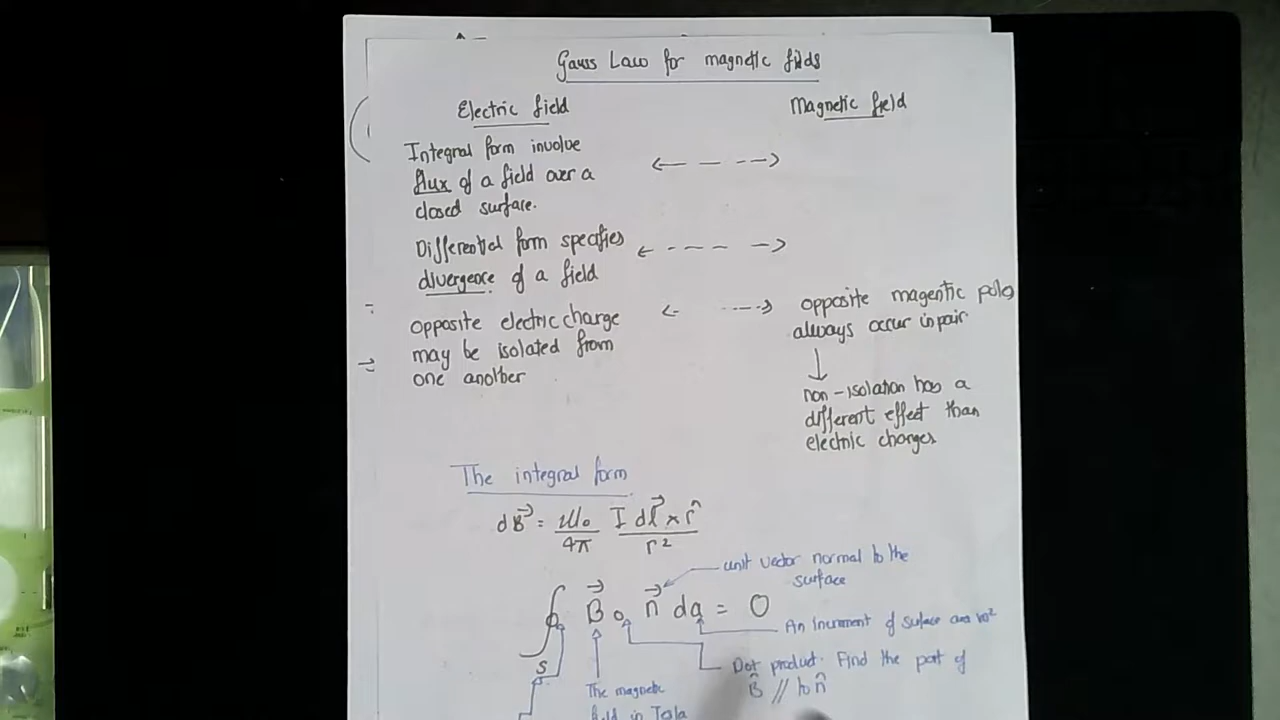 Gauss Law for magnetic fields
Electric field
Magnetic field
Integral form involve
flux of a field over a
closed surface.
Differential form specifies
divergence of a field
opposite electric charge
may be isolated from
one another
opposite magentic pole
always occur in pair
non-isolation has a
different effect than
electric charges
The integral form
dB⃗ = μ₀/4π I dl⃗ × r̂/r²
∮ₛ B⃗ ∘ n⃗ da = 0
unit vector normal to the
surface
An increment of surface area m²
Dot product. Find the part of
B̂ // to n̂
The magnetic
field in Tesla